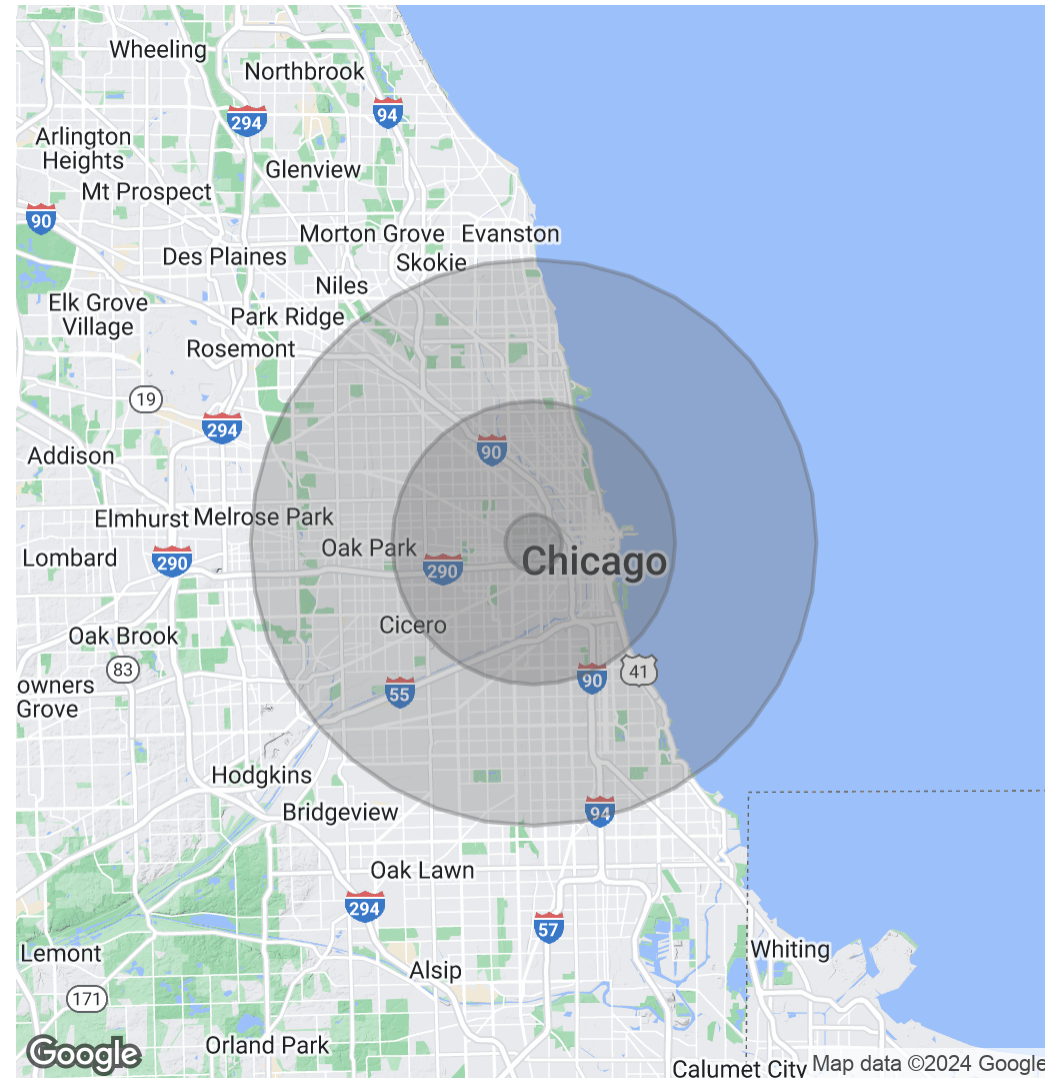 Wheeling
Northbrook
94
294
Arlington
Heights
Glenview
Mt Prospect
90
Morton Grove
Evanston
Des Plaines
Skokie
Niles
Elk Grove
Village
Park Ridge
Rosemont
19
294
90
Addison
Elmhurst
Melrose Park
Oak Park
Lombard
290
290
Chicago
Cicero
Oak Brook
83
41
90
owners
Grove
55
Hodgkins
Bridgeview
94
Oak Lawn
294
57
Lemont
Whiting
Alsip
171
Orland Park
Google
Calumet City
Map data ©2024 Google